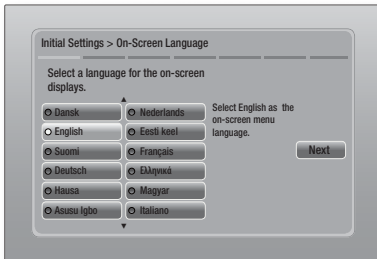 Initial Settings > On-Screen Language
Select a language for the on-screen
displays.
Dansk
English
Suomi
Deutsch
Hausa
Asusu Igbo
Nederlands
Eesti keel
Français
Ελληνικά
Magyar
Italiano
Select English as the
on-screen menu
language.
Next